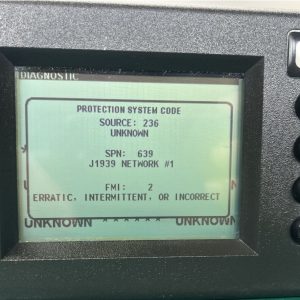 DIAGNOSTIC
PROTECTION SYSTEM CODE
SOURCE: 236
UNKNOWN
SPN: 639
J1939 NETWORK #1
FMI: 2
ERRATIC, INTERMITTENT, OR INCORRECT
UNKNOWN ****** UNKNOWN